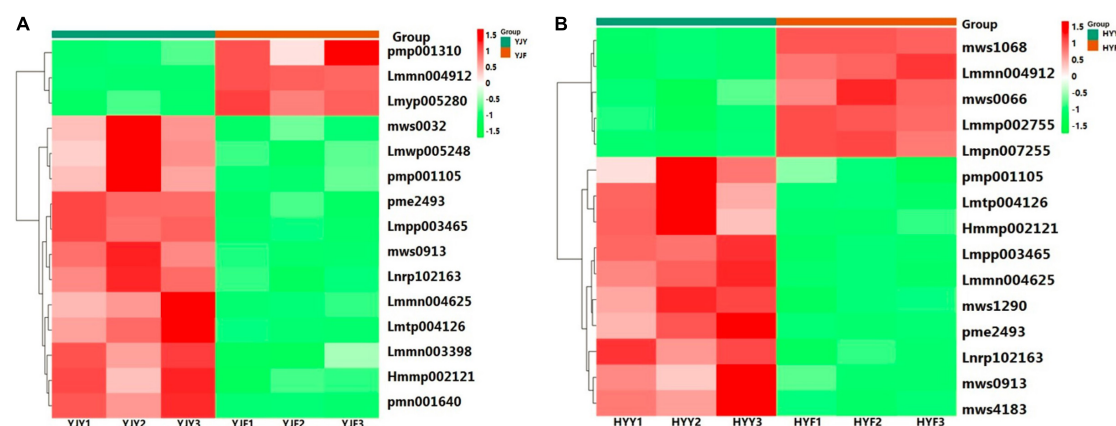 A
Group
pmp001310
Lmmn004912
Lmyp005280
mws0032
Lmwp005248
pmp001105
pme2493
Lmpp003465
mws0913
Lnrp102163
Lmmn004625
Lmtp004126
Lmmn003398
Hmmp002121
pmn001640
YJY1 YJY2 YJY3 YJF1 YJF2 YJF3
1.5
1
0.5
0
-0.5
-1
-1.5
Group
YJY
YJF
B
Group
mws1068
Lmmn004912
mws0066
Lmmp002755
Lmpn007255
pmp001105
Lmtp004126
Hmmp002121
Lmpp003465
Lmmn004625
mws1290
pme2493
Lnrp102163
mws0913
mws4183
HYY1 HYY2 HYY3 HYF1 HYF2 HYF3
1.5
1
0.5
0
-0.5
-1
-1.5
Group
HYY